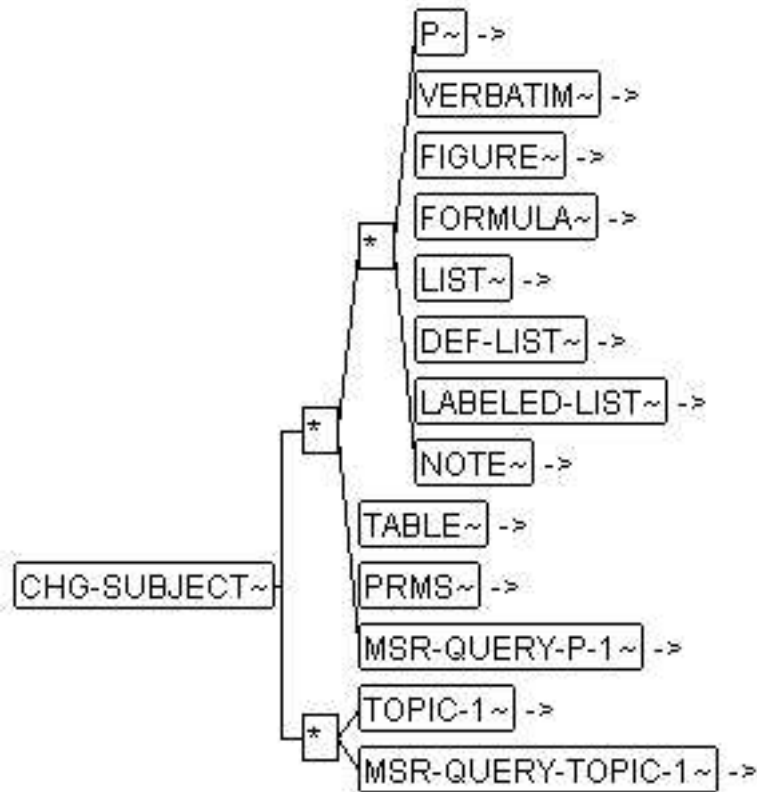 P~ ->
VERBATIM~ ->
FIGURE~ ->
FORMULA~ ->
*
LIST~ ->
DEF-LIST~ ->
LABELED-LIST~ ->
*
NOTE~ ->
TABLE~ ->
CHG-SUBJECT~
PRMS~ ->
MSR-QUERY-P-1~ ->
TOPIC-1~ ->
*
MSR-QUERY-TOPIC-1~ ->